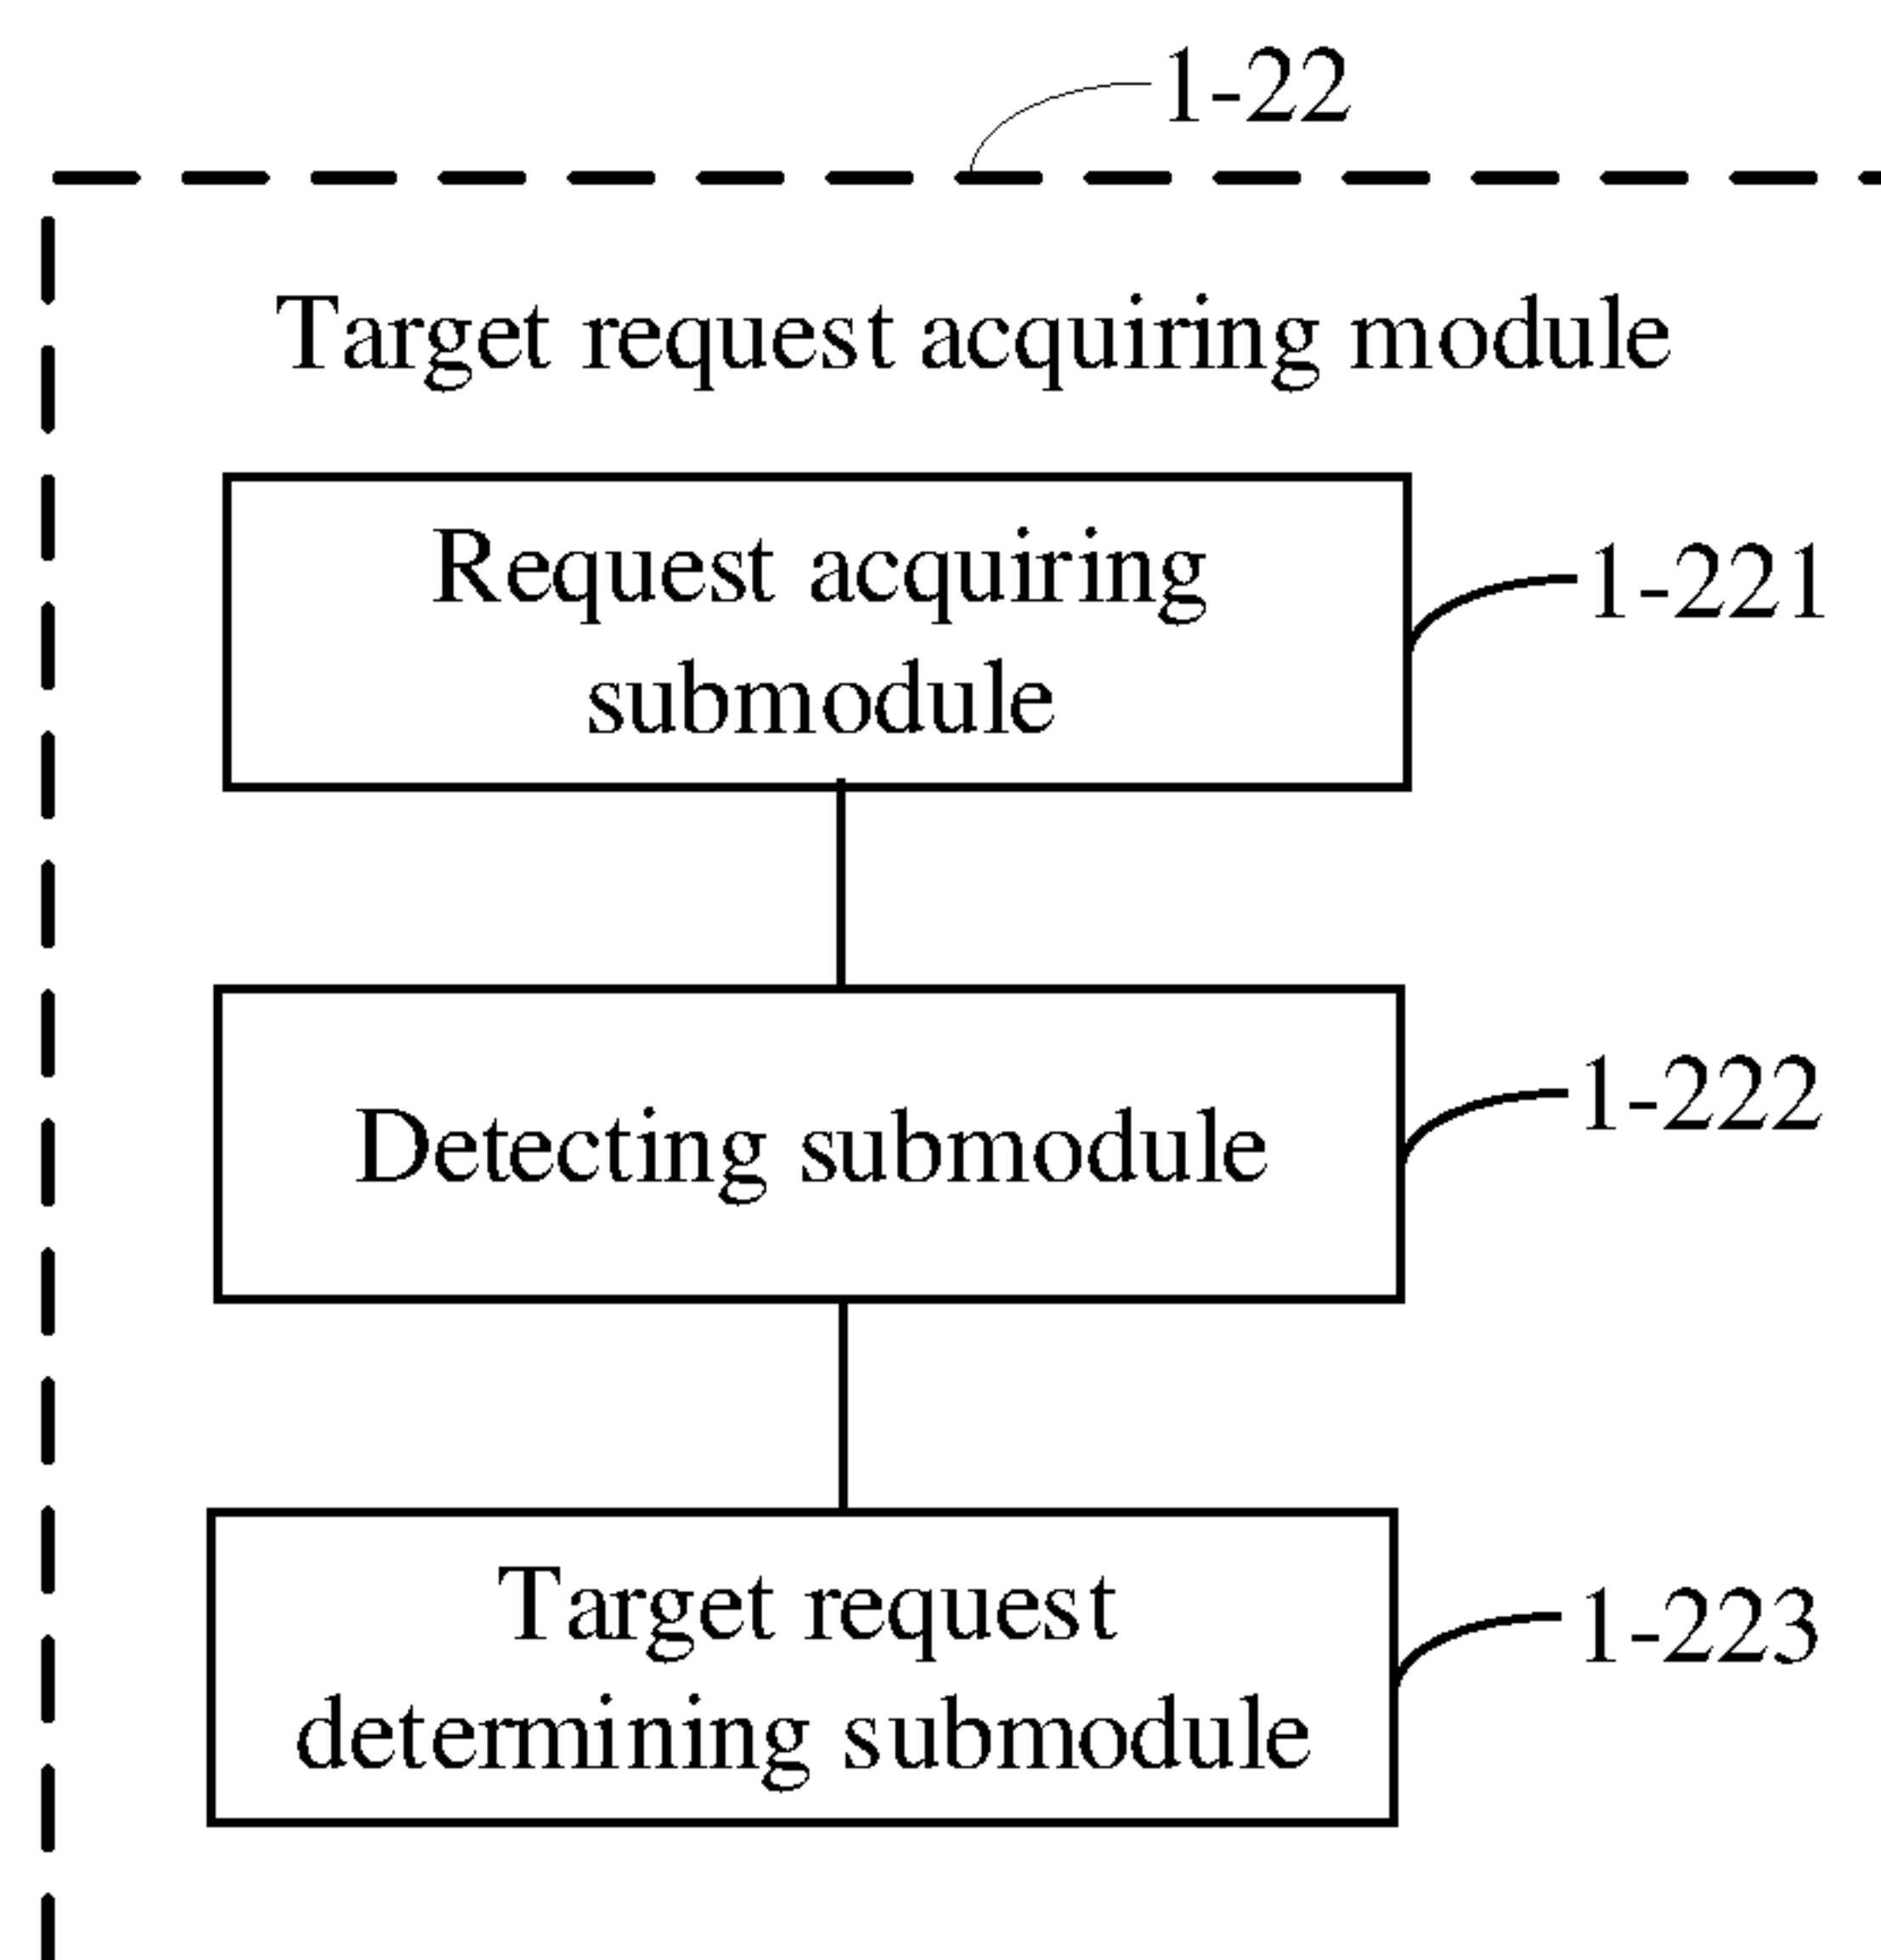 1-22
Target request acquiring module
Request acquiring
submodule
1-221
Detecting submodule
1-222
Target request
determining submodule
1-223